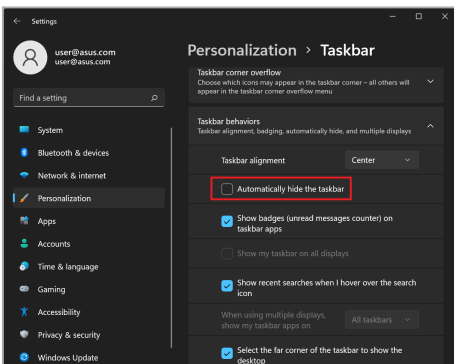 Settings
user@asus.com
user@asus.com
Find a setting
System
Bluetooth & devices
Network & internet
Personalization
Apps
Accounts
Time & language
Gaming
Accessibility
Privacy & security
Windows Update
Personalization > Taskbar
Taskbar corner overflow
Choose which icons may appear in the taskbar corner – all others will
appear in the taskbar corner overflow menu
Taskbar behaviors
Taskbar alignment, badging, automatically hide, and multiple displays
Taskbar alignment
Center
Automatically hide the taskbar
Show badges (unread messages counter) on
taskbar apps
Show my taskbar on all displays
Show recent searches when I hover over the search
icon
When using multiple displays,
show my taskbar apps on
All taskbars
Select the far corner of the taskbar to show the
desktop